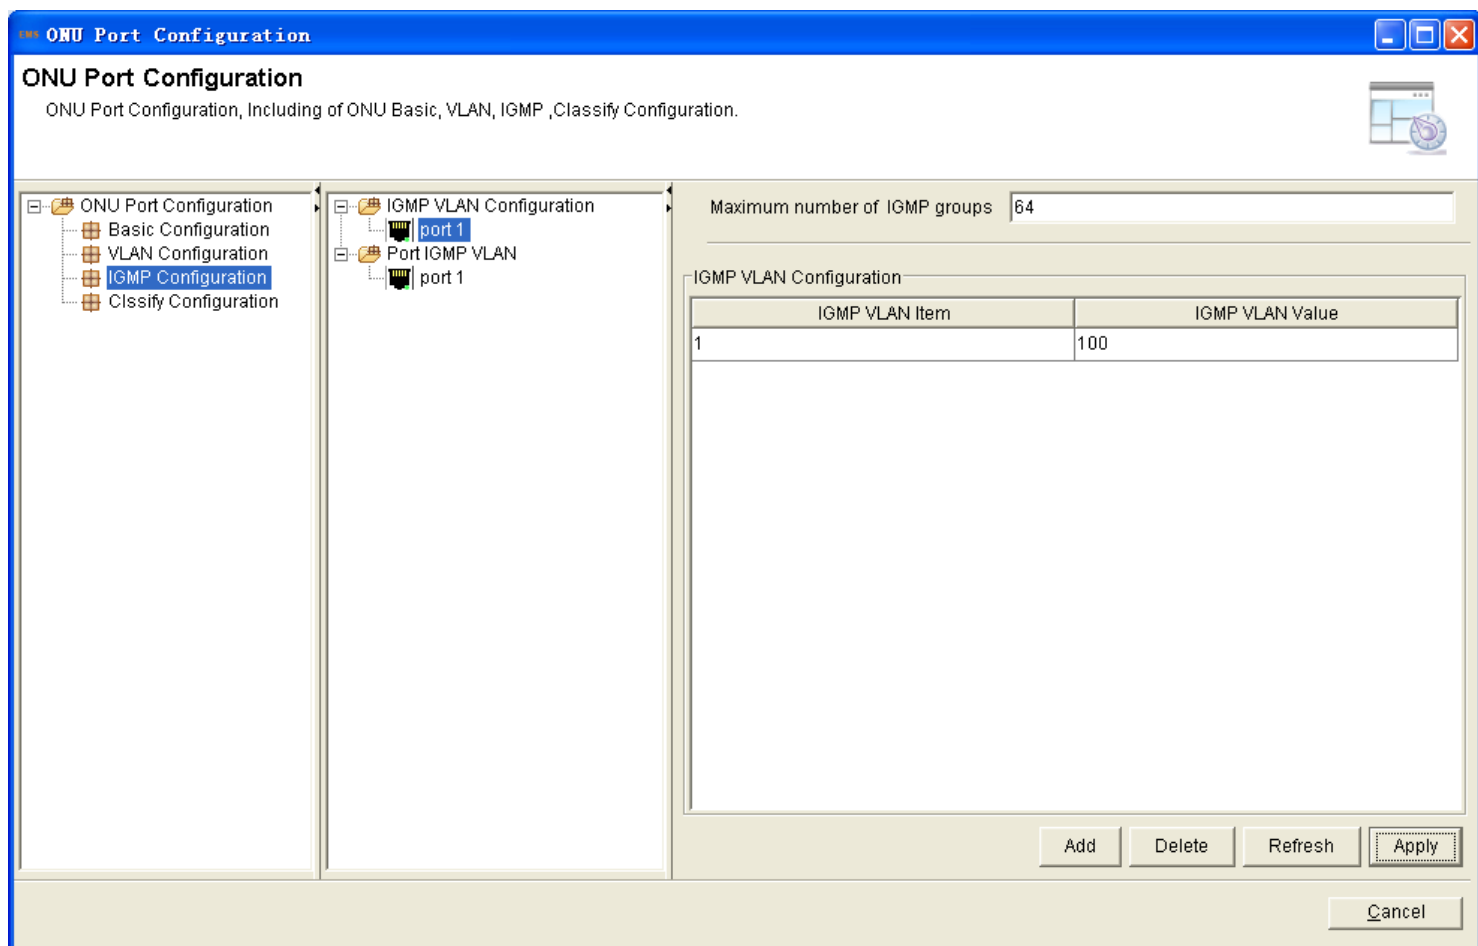 EMS ONU Port Configuration
ONU Port Configuration
ONU Port Configuration, Including of ONU Basic, VLAN, IGMP ,Classify Configuration.
ONU Port Configuration
Basic Configuration
VLAN Configuration
IGMP Configuration
Clssify Configuration
IGMP VLAN Configuration
port 1
Port IGMP VLAN
port 1
Maximum number of IGMP groups 64
IGMP VLAN Configuration
IGMP VLAN Item IGMP VLAN Value
1 100
Add Delete Refresh Apply
Cancel